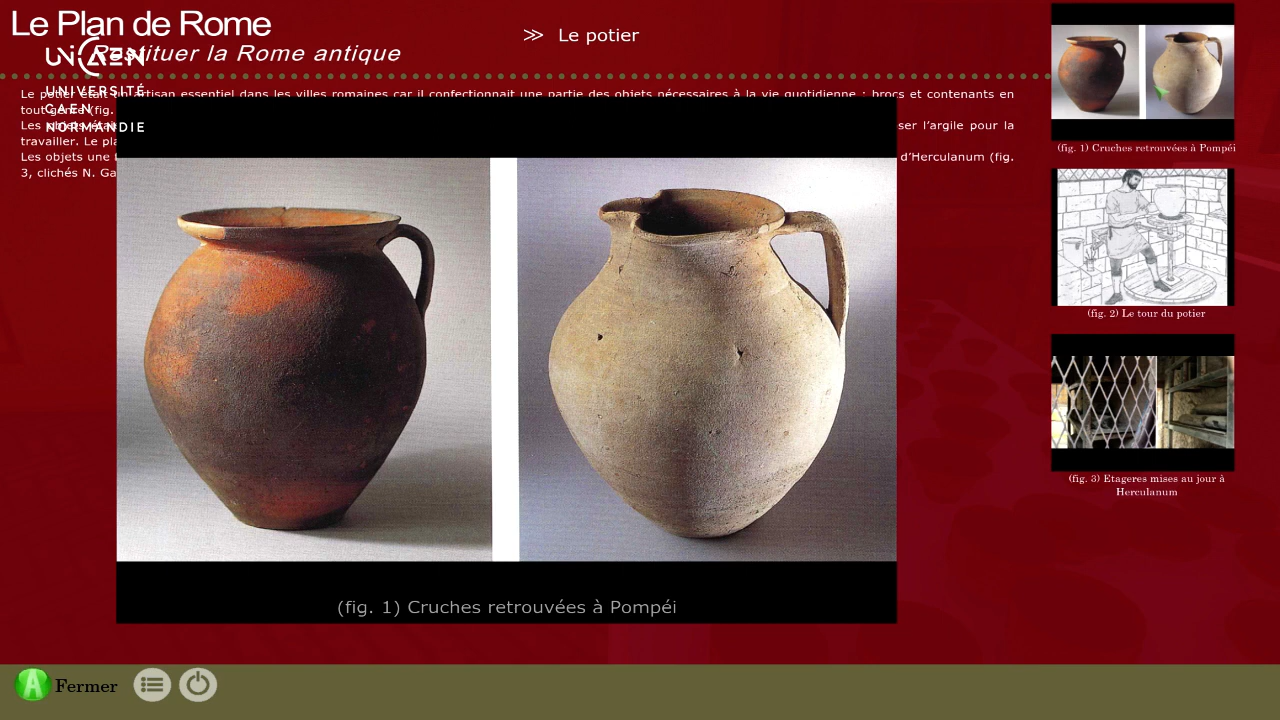 Le Plan de Rome
Restituer la Rome antique
>> Le potier
UNICAEN
UNIVERSITÉ
CAEN
NORMANDIE
Le potier était un artisan essentiel dans les villes romaines car il confectionnait une partie des objets nécessaires à la vie quotidienne : brocs et contenants en
tout genre (fig.
Les objets ser l’argile pour la
travailler. Le
Les objets une d’Herculanum (fig.
3, clichés N.
(fig. 1) Cruches retrouvées à Pompéi
(fig. 1) Cruches retrouvées à Pompéi
(fig. 2) Le tour du potier
(fig. 3) Etageres mises au jour à
Herculanum
A Fermer